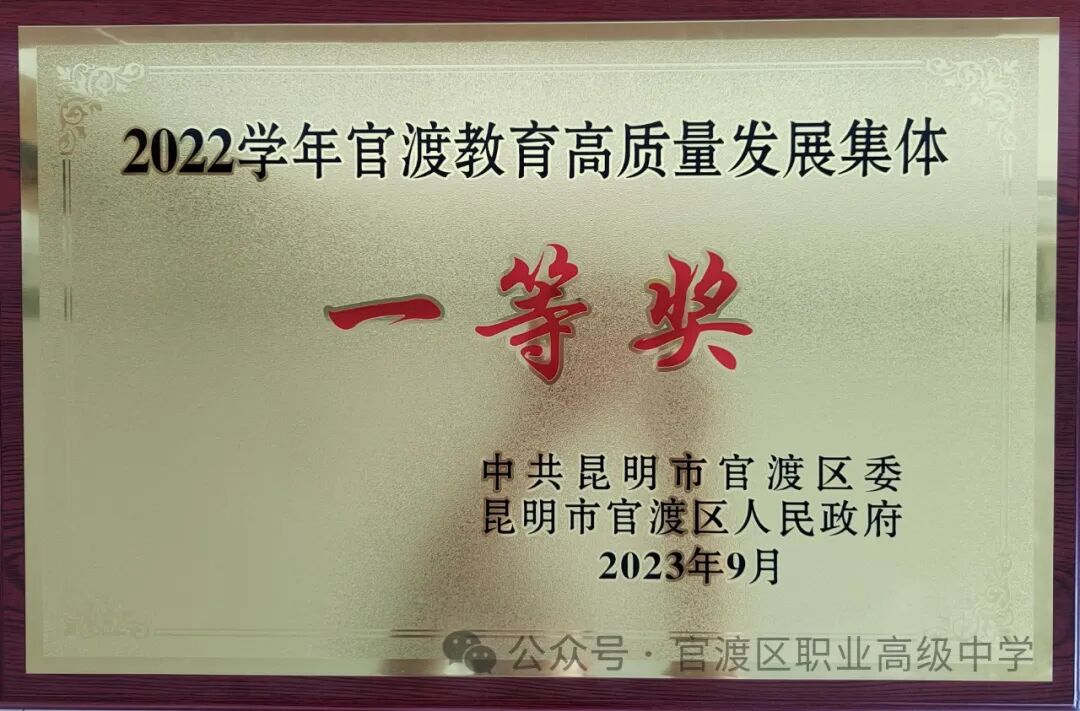 2022学年官渡教育高质量发展集体
一等奖
中共昆明市官渡区委
昆明市官渡区人民政府
2023年9月
公众号·官渡区职业高级中学